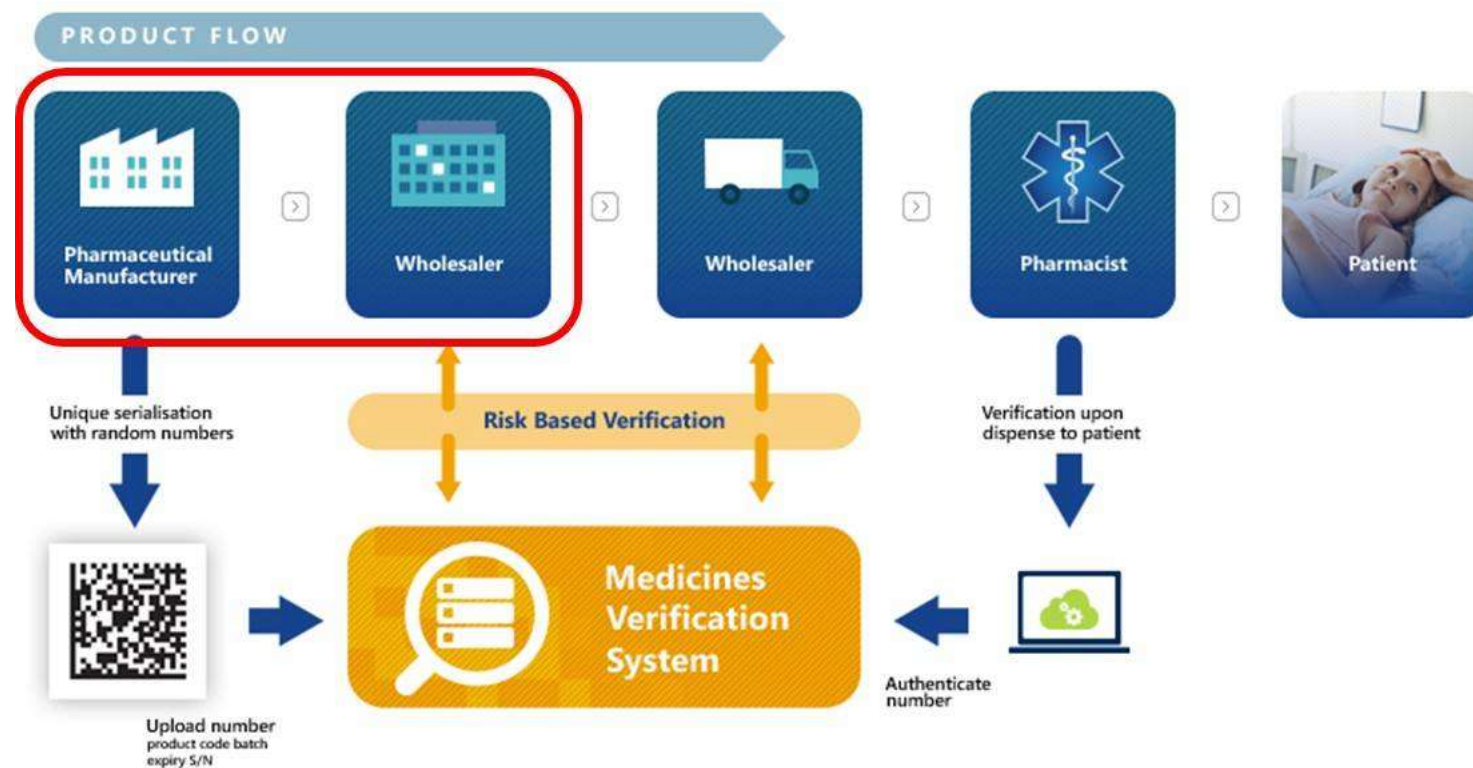 PRODUCT FLOW
Pharmaceutical
Manufacturer
Wholesaler
Wholesaler
Pharmacist
Patient
Unique serialisation
with random numbers
Risk Based Verification
Verification upon
dispense to patient
Medicines
Verification
System
Authenticate
number
Upload number
product code batch
expiry S/N